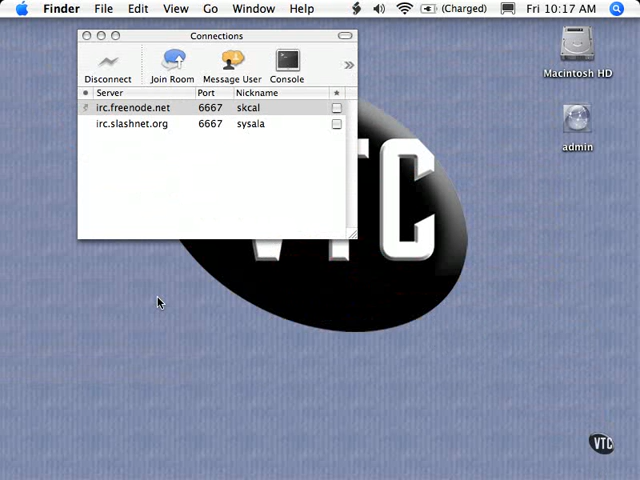 Finder File Edit View Go Window Help (Charged) Fri 10:17 AM
Connections
Disconnect Join Room Message User Console »
Server Port Nickname
irc.freenode.net 6667 skcal
irc.slashnet.org 6667 sysala
Macintosh HD
admin
VTC
VTC